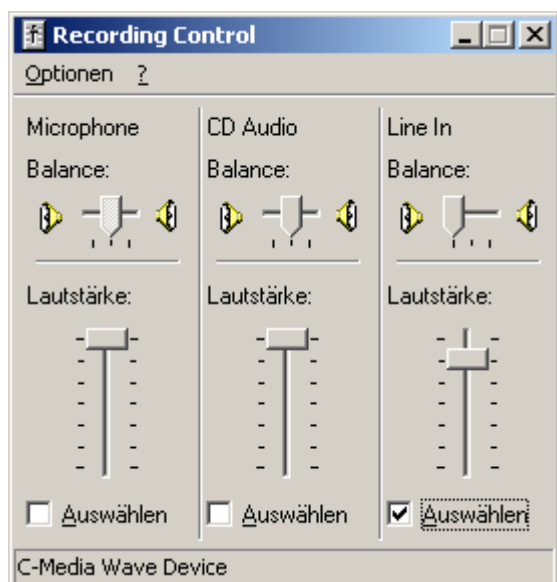 Recording Control
Optionen ?
Microphone CD Audio Line In
Balance: Balance: Balance:
Lautstärke: Lautstärke: Lautstärke:
Auswählen Auswählen Auswählen
C-Media Wave Device